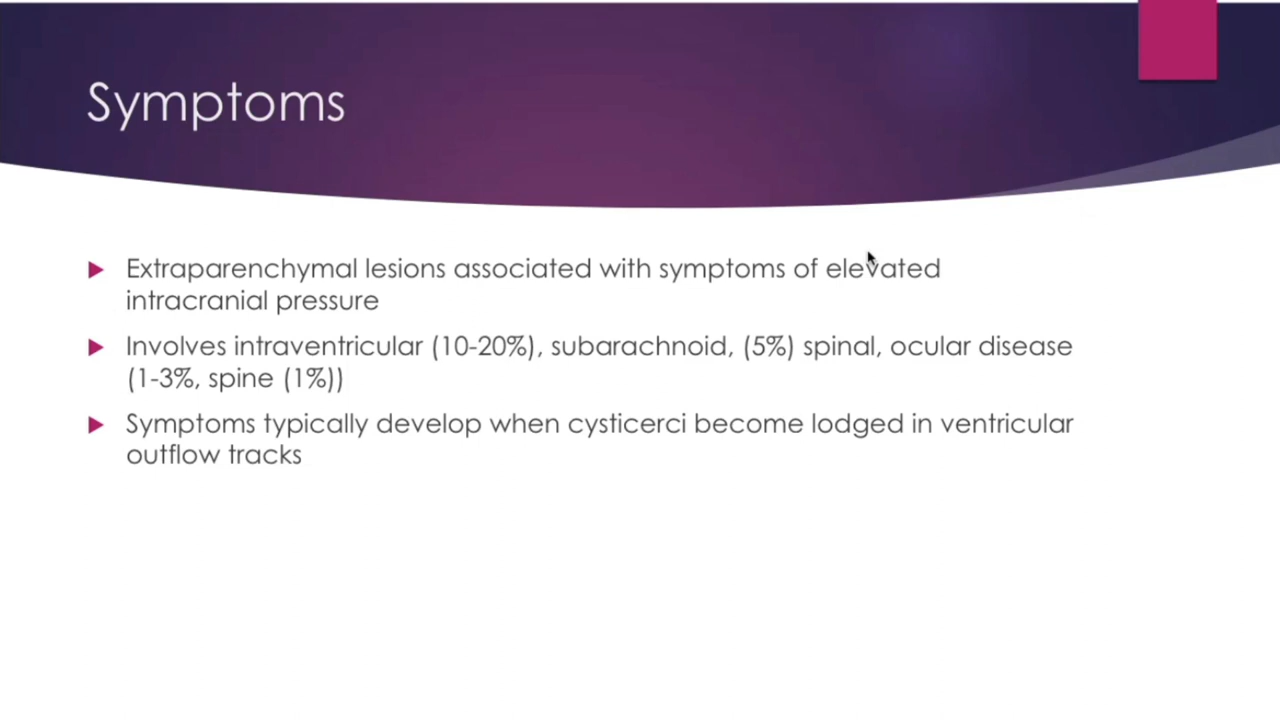 Symptoms
Extraparenchymal lesions associated with symptoms of elevated
intracranial pressure
Involves intraventricular (10-20%), subarachnoid, (5%) spinal, ocular disease
(1-3%, spine (1%))
Symptoms typically develop when cysticerci become lodged in ventricular
outflow tracks